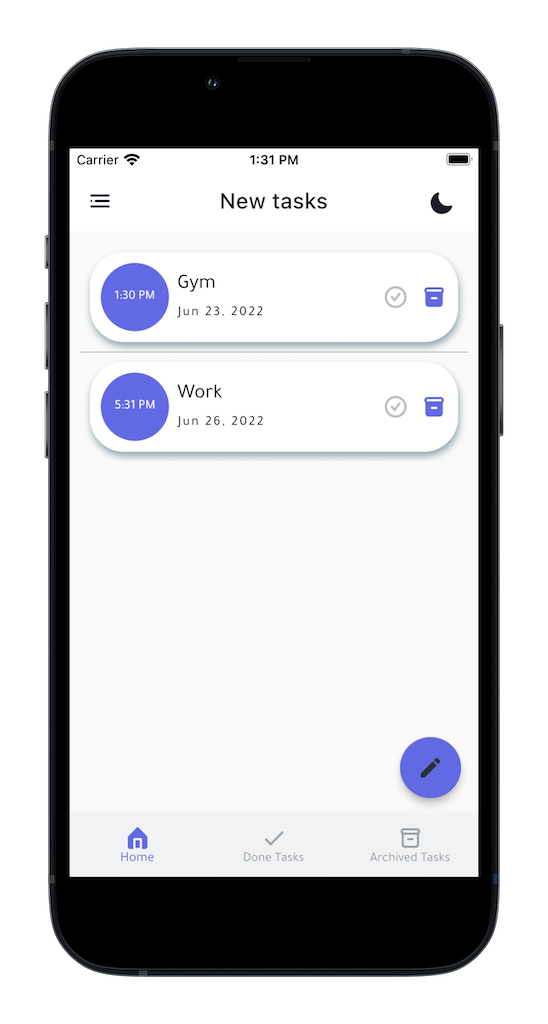 Carrier 1:31 PM
New tasks
1:30 PM
Gym
Jun 23, 2022
5:31 PM
Work
Jun 26, 2022
Home Done Tasks Archived Tasks